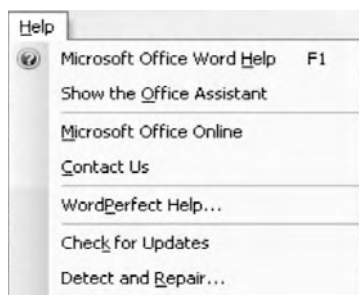 Help
Microsoft Office Word Help F1
Show the Office Assistant
Microsoft Office Online
Contact Us
WordPerfect Help...
Check for Updates
Detect and Repair...